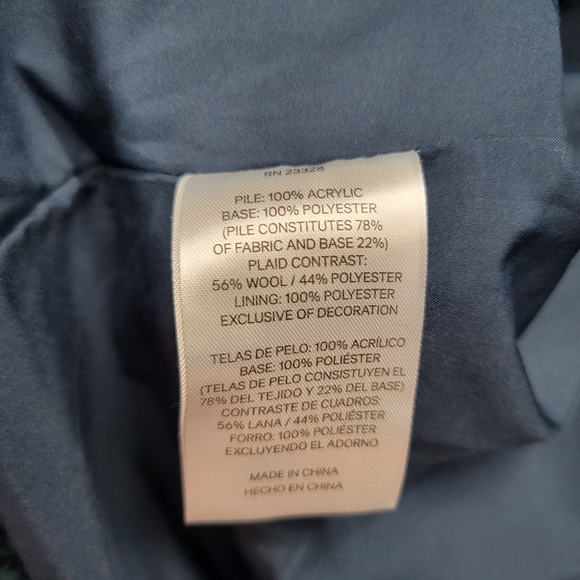 RN 23328
PILE: 100% ACRYLIC
BASE: 100% POLYESTER
(PILE CONSTITUTES 78%
OF FABRIC AND BASE 22%)
PLAID CONTRAST:
56% WOOL / 44% POLYESTER
LINING: 100% POLYESTER
EXCLUSIVE OF DECORATION
TELAS DE PELO: 100% ACRÍLICO
BASE: 100% POLIÉSTER
(TELAS DE PELO CONSISTUYEN EL
78% DEL TEJIDO Y 22% DEL BASE)
CONTRASTE DE CUADROS:
56% LANA / 44% POLIÉSTER
FORRO: 100% POLIÉSTER
EXCLUYENDO EL ADORNO
MADE IN CHINA
HECHO EN CHINA